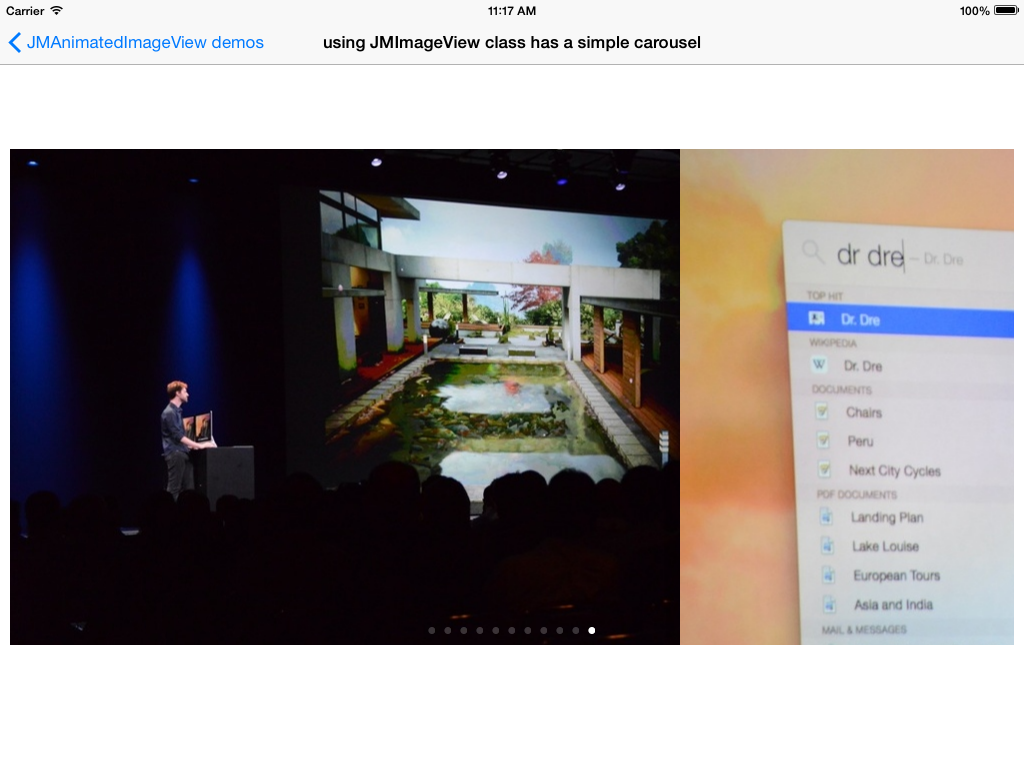 Carrier 11:17 AM 100%
JMAnimatedImageView demos using JMImageView class has a simple carousel
dr dre – Dr. Dre
TOP HIT
Dr. Dre
WIKIPEDIA
W Dr. Dre
DOCUMENTS
Chairs
Peru
Next City Cycles
PDF DOCUMENTS
Landing Plan
Lake Louise
European Tours
Asia and India
MAIL & MESSAGES